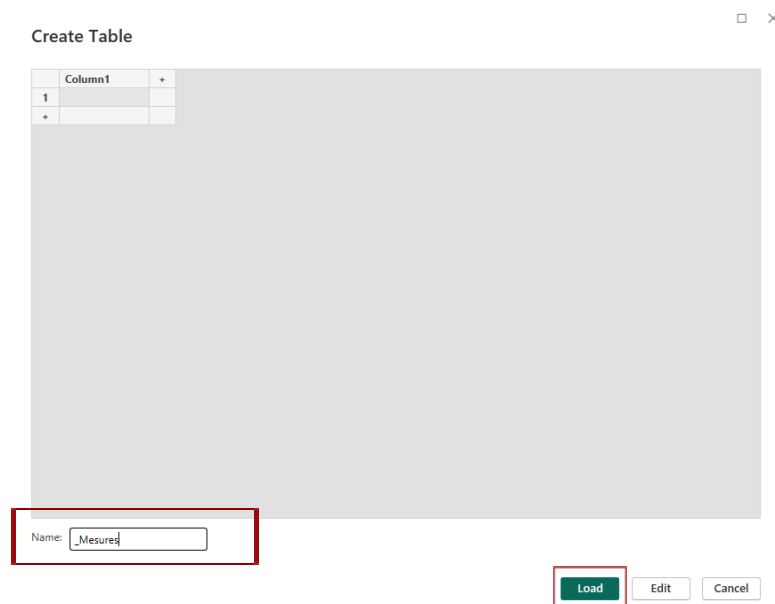 Create Table
Column1 +
1
+
Name: _Mesures
Load Edit Cancel